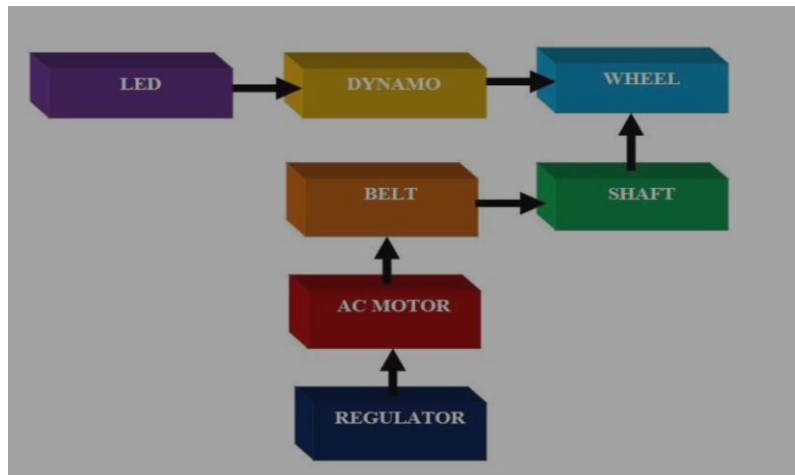 LED
DYNAMO
WHEEL
BELT
SHAFT
AC MOTOR
REGULATOR